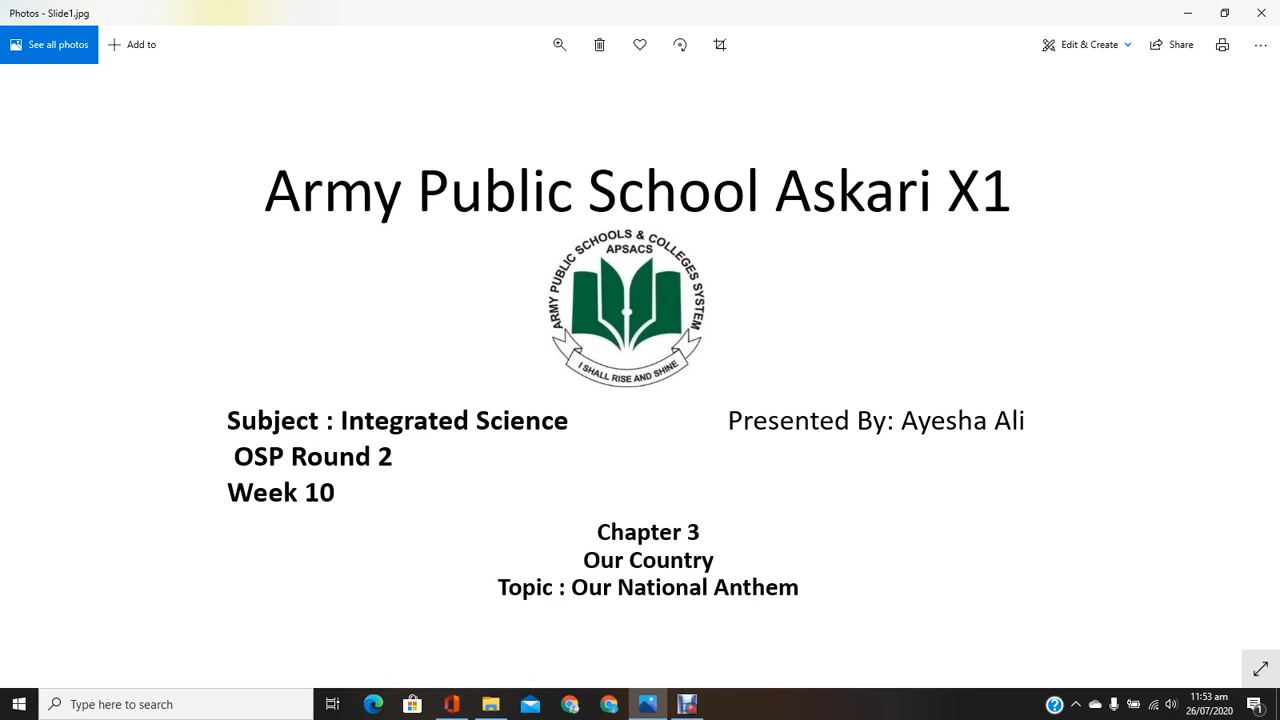 Photos - Slide1.jpg
See all photos
Add to
Edit & Create
Share
Army Public School Askari X1
ARMY PUBLIC SCHOOLS & COLLEGES SYSTEM
APSACS
I SHALL RISE AND SHINE
Subject : Integrated Science
Presented By: Ayesha Ali
OSP Round 2
Week 10
Chapter 3
Our Country
Topic : Our National Anthem
Type here to search
11:53 am
26/07/2020
1